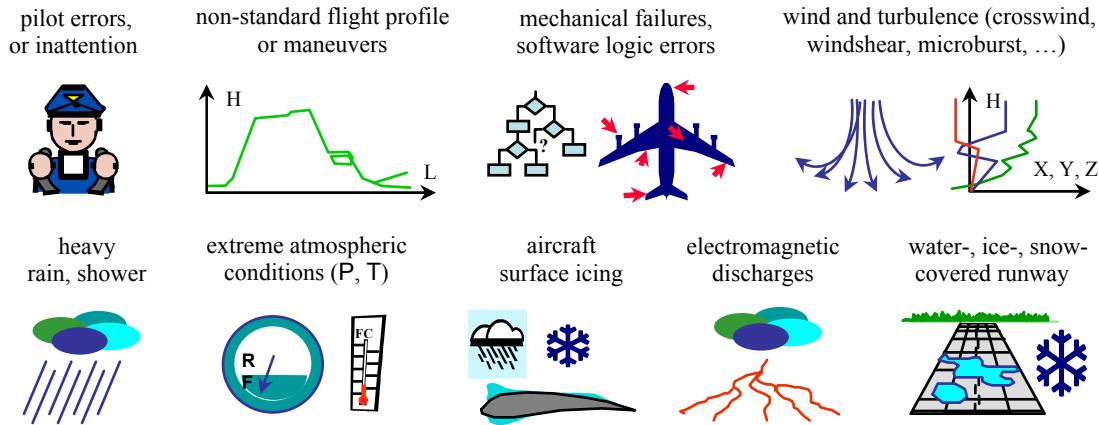 pilot errors,
or inattention
non-standard flight profile
or maneuvers
mechanical failures,
software logic errors
wind and turbulence (crosswind,
windshear, microburst, …)
H
L
?
H
X, Y, Z
heavy
rain, shower
extreme atmospheric
conditions (P, T)
aircraft
surface icing
electromagnetic
discharges
water-, ice-, snow-
covered runway
R
F
FC